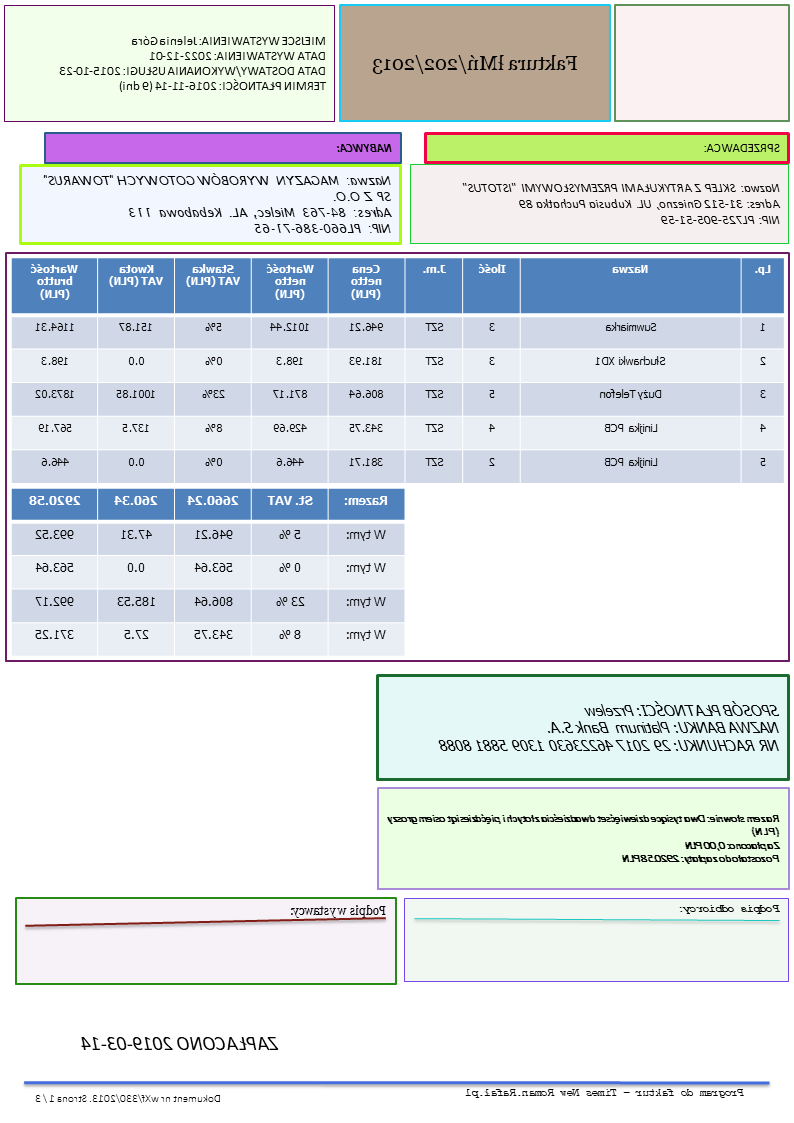 Faktura łMń/202/2013
MIEJSCE WYSTAWIENIA: Jelenia Góra
DATA WYSTAWIENIA: 2022-12-01
DATA DOSTAWY/WYKONANIA USŁUGI: 2015-10-23
TERMIN PŁATNOŚCI: 2016-11-14 (9 dni)
SPRZEDAWCA:
Nazwa: SKLEP Z ARTYKUŁAMI PRZEMYSŁOWYMI "ISTOTUS"
Adres: 31-512 Gniezno, UL. Kubusia Puchatka 89
NIP: PL725-905-51-59
NABYWCA:
Nazwa: MAGAZYN WYROBÓW GOTOWYCH "TOWARUS"
SP Z O.O.
Adres: 84-763 Mielec, AL. Kebabowa 113
NIP: PL660-386-71-65
Lp. Nazwa Ilość J.m. Cena netto (PLN) Wartość netto (PLN) Stawka VAT (PLN) Kwota VAT (PLN) Wartość brutto (PLN)
1 Suwmiarka 3 SZT 946.21 1012.44 5% 151.87 1164.31
2 Słuchawki XD1 3 SZT 181.93 198.3 0% 0.0 198.3
3 Duży Telefon 5 SZT 806.64 871.17 23% 1001.85 1873.02
4 Linijka PCB 4 SZT 343.75 429.69 8% 137.5 567.19
5 Linijka PCB 2 SZT 381.71 446.6 0% 0.0 446.6
Razem: St. VAT 2660.24 260.34 2920.58
W tym: 5 % 946.21 47.31 993.52
W tym: 0 % 563.64 0.0 563.64
W tym: 23 % 806.64 185.53 992.17
W tym: 8 % 343.75 27.5 371.25
SPOSÓB PŁATNOŚCI: Przelew
NAZWA BANKU: Platinum Bank S.A.
NR RACHUNKU: 29 2017 46223630 1309 5881 8088
Razem słownie: Dwa tysiące dziewięćset dwadzieścia złotych i pięćdziesiąt osiem groszy
(PLN)
Zapłacono: 0,00 PLN
Pozostało do zapłaty: 2920.58 PLN
Podpis odbiorcy:
Podpis wystawcy:
ZAPŁACONO 2019-03-14
Program do faktur – Times New Roman.Rafal.pl
Dokument nr wXf/330/2013. Strona 1 / 3